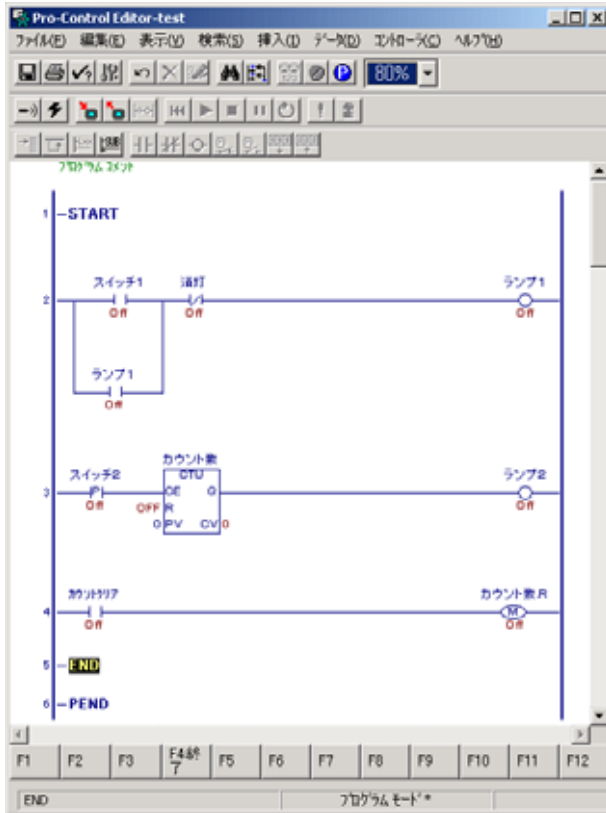 Pro-Control Editor-test
ファイル(F) 編集(E) 表示(V) 検索(S) 挿入(I) データ(D) コントローラ(C) ヘルプ(H)
80%
プログラム コメント
1 START
スイッチ1 消灯 ランプ1
2
Off Off Off
ランプ1
Off
カウント数
スイッチ2 CTU ランプ2
3 P CE Q
Off OFF R Off
0 PV CV 0
カウントクリア カウント数.R
4 M
Off Off
5 END
6 PEND
F1 F2 F3 F4:終了 F5 F6 F7 F8 F9 F10 F11 F12
END プログラム モード *